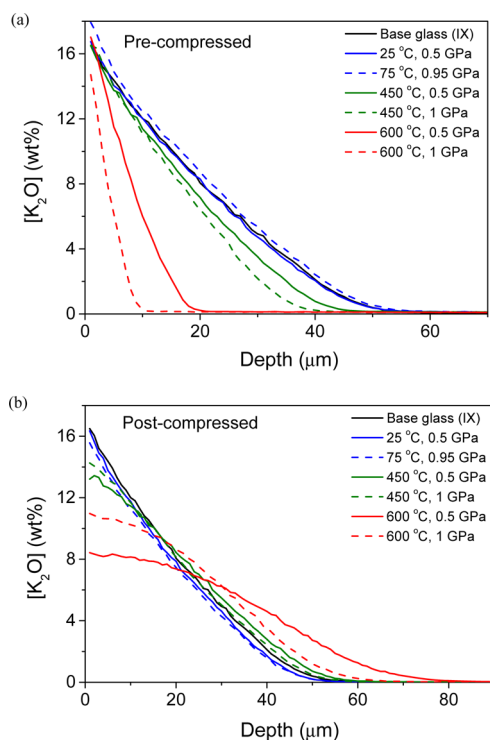 (a)
Pre-compressed
Base glass (IX)
25 °C, 0.5 GPa
75 °C, 0.95 GPa
450 °C, 0.5 GPa
450 °C, 1 GPa
600 °C, 0.5 GPa
600 °C, 1 GPa
16
12
8
4
0
[K₂O] (wt%)
0 20 40 60
Depth (μm)
(b)
Post-compressed
Base glass (IX)
25 °C, 0.5 GPa
75 °C, 0.95 GPa
450 °C, 0.5 GPa
450 °C, 1 GPa
600 °C, 0.5 GPa
600 °C, 1 GPa
16
12
8
4
0
[K₂O] (wt%)
0 20 40 60 80
Depth (μm)